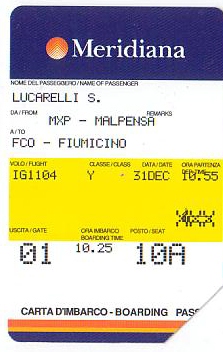 Meridiana
NOME DEL PASSEGGERO/NAME OF PASSENGER
LUCARELLI S.
DA/FROM REMARKS
MXP - MALPENSA
A/TO
FCO - FIUMICINO
VOLO/FLIGHT CLASSE/CLASS DATA/DATE ORA PARTENZA
DEP. TIME
IG1104 Y 31DEC 10.55
USCITA/GATE ORA IMBARCO POSTO/SEAT
BOARDING TIME
01 10.25 10A
CARTA D'IMBARCO - BOARDING PASS